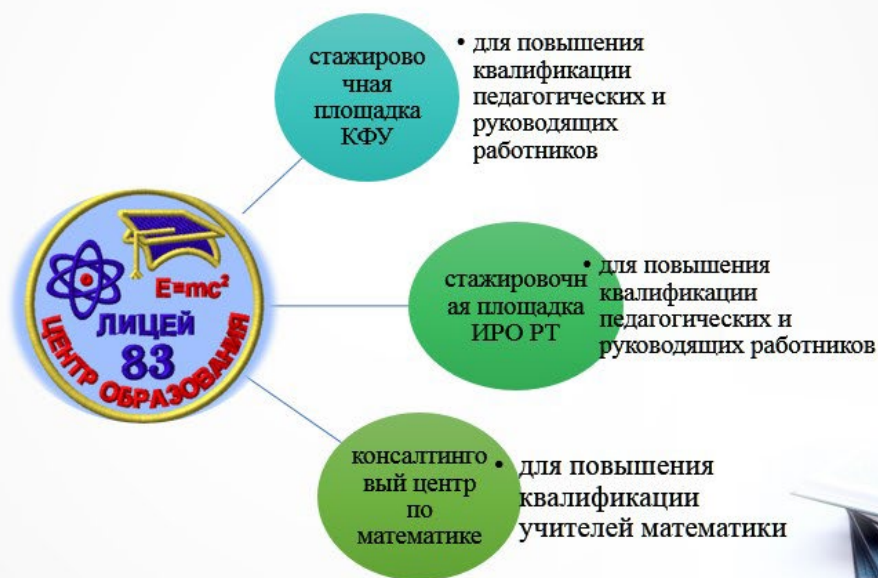 стажирово
чная
площадка
КФУ
• для повышения
квалификации
педагогических и
руководящих
работников
E=mc²
ЛИЦЕЙ
83
ЦЕНТР ОБРАЗОВАНИЯ
стажировочн
ая площадка
ИРО РТ
• для повышения
квалификации
педагогических и
руководящих работников
консалтинго
вый центр
по
математике
• для повышения
квалификации
учителей математики